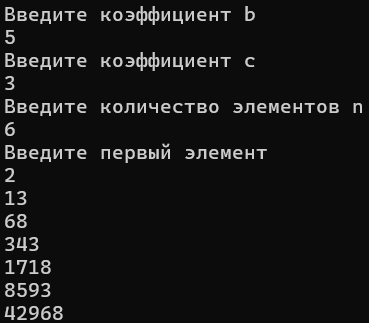 Введите коэффициент b
5
Введите коэффициент c
3
Введите количество элементов n
6
Введите первый элемент
2
13
68
343
1718
8593
42968